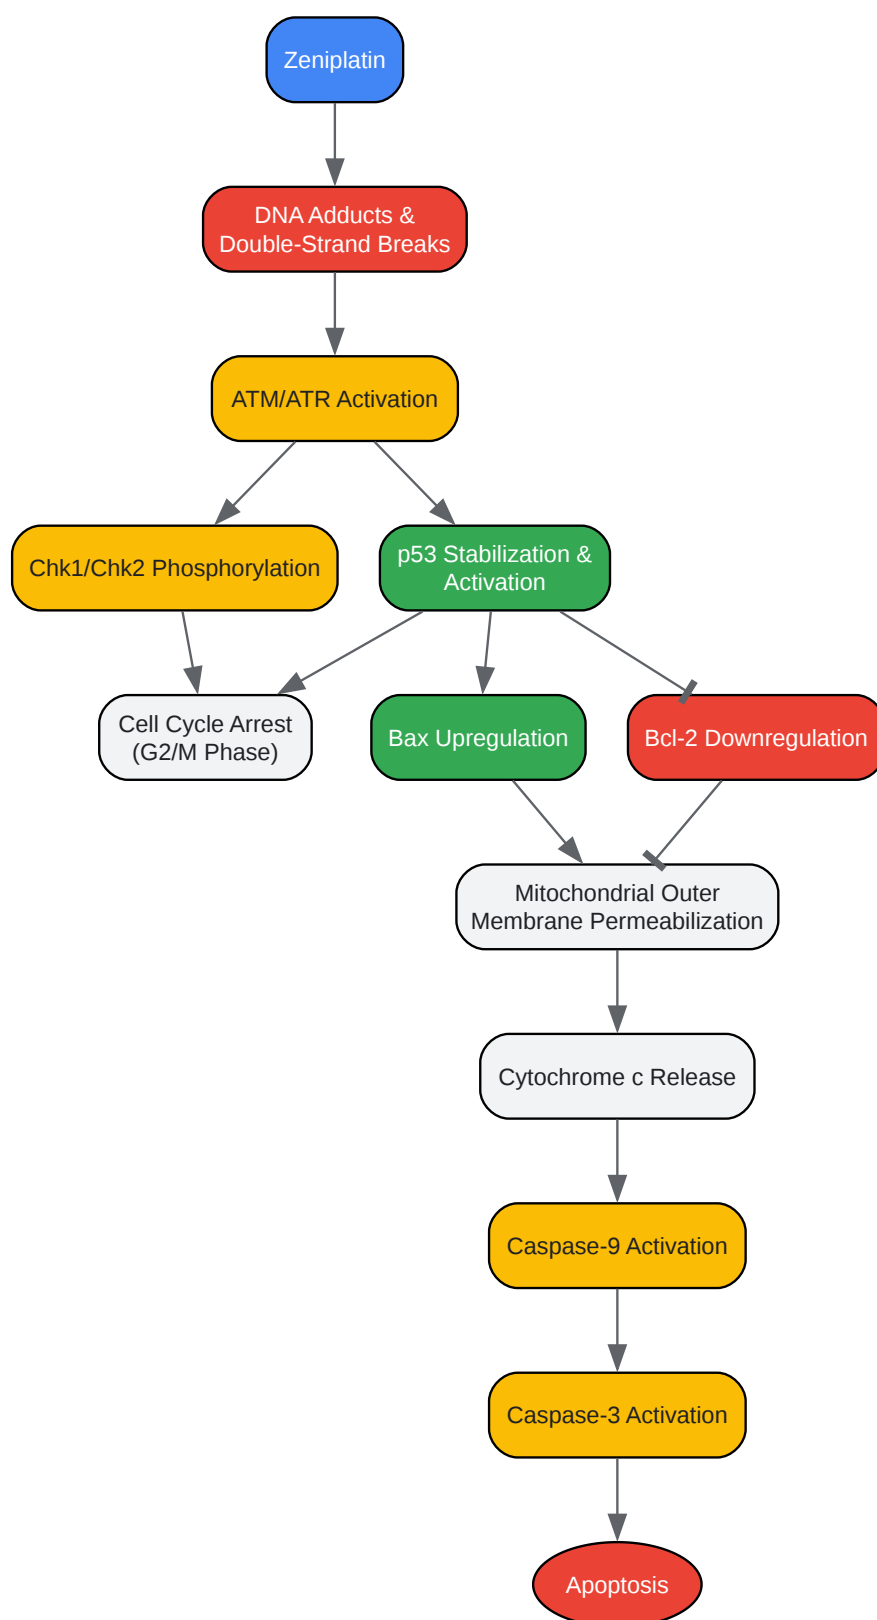 Zeniplatin
DNA Adducts &
Double-Strand Breaks
ATM/ATR Activation
Chk1/Chk2 Phosphorylation
p53 Stabilization &
Activation
Cell Cycle Arrest
(G2/M Phase)
Bax Upregulation
Bcl-2 Downregulation
Mitochondrial Outer
Membrane Permeabilization
Cytochrome c Release
Caspase-9 Activation
Caspase-3 Activation
Apoptosis